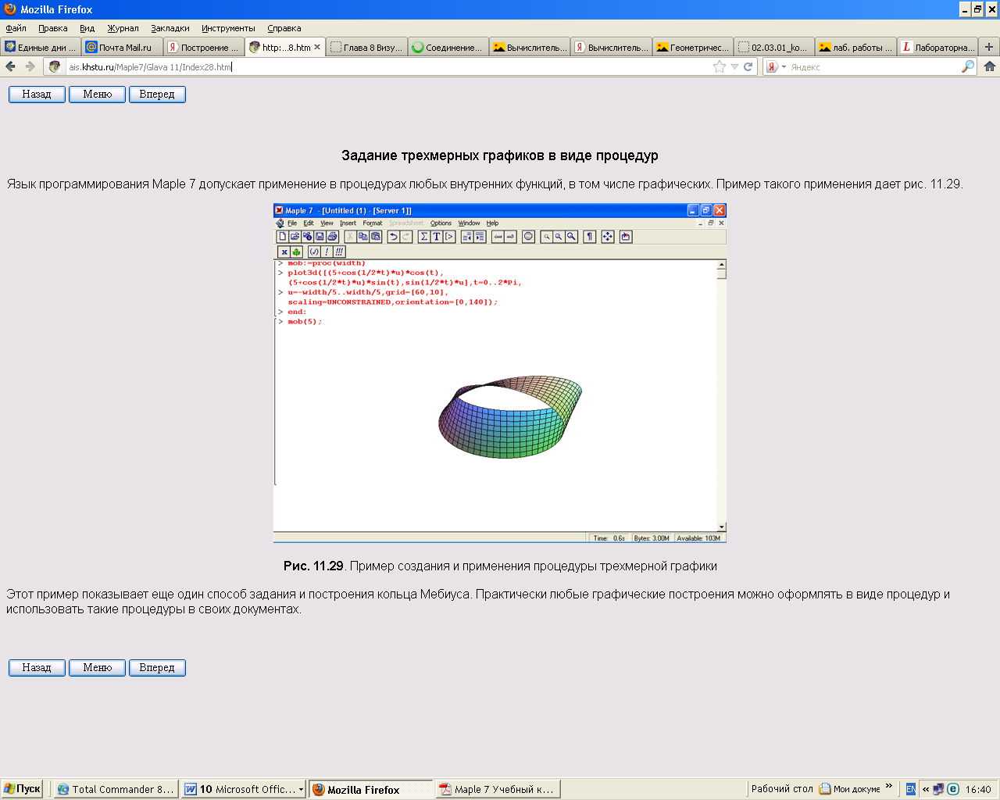 Mozilla Firefox
Файл Правка Вид Журнал Закладки Инструменты Справка
Единые дни ... Почта Mail.ru Построение ... http:...8.htm Глава 8 Визу... Соединение... Вычислитель... Вычислитель... Геометричес... 02.03.01_ко... лаб. работы ... Лабораторна...
ais.khstu.ru/Maple7/Glava 11/Index28.htm Яндекс
Назад Меню Вперед
Задание трехмерных графиков в виде процедур
Язык программирования Maple 7 допускает применение в процедурах любых внутренних функций, в том числе графических. Пример такого применения дает рис. 11.29.
Maple 7 - [Untitled (1) - [Server 1]]
File Edit View Insert Format Spreadsheet Options Window Help
> mob:=proc(width)
> plot3d([(5+cos(1/2*t)*u)*cos(t),
(5+cos(1/2*t)*u)*sin(t),sin(1/2*t)*u],t=0..2*Pi,
> u=-width/5..width/5,grid=[60,10],
scaling=UNCONSTRAINED,orientation=[0,140]);
> end:
> mob(5);
Time: 0.6s Bytes: 3.00M Available: 103M
Рис. 11.29. Пример создания и применения процедуры трехмерной графики
Этот пример показывает еще один способ задания и построения кольца Мебиуса. Практически любые графические построения можно оформлять в виде процедур и
использовать такие процедуры в своих документах.
Назад Меню Вперед
Пуск Total Commander 8... 10 Microsoft Offic... Mozilla Firefox Maple 7 Учебный к... Рабочий стол Мои докуме » EN « 16:40